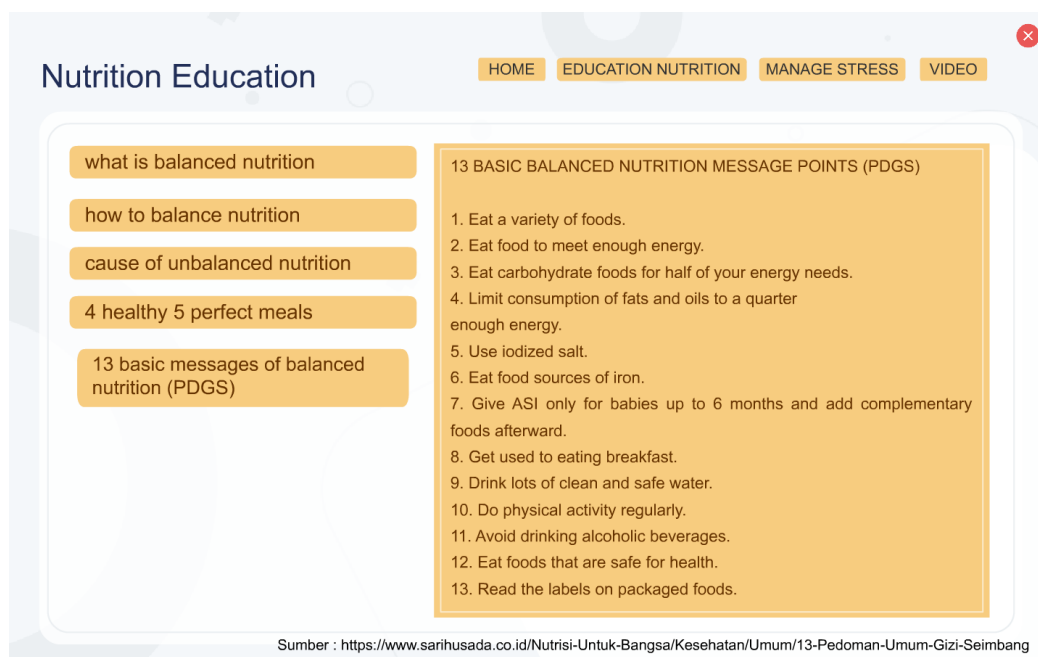 Nutrition Education
HOME
EDUCATION NUTRITION
MANAGE STRESS
VIDEO
what is balanced nutrition
how to balance nutrition
cause of unbalanced nutrition
4 healthy 5 perfect meals
13 basic messages of balanced
nutrition (PDGS)
13 BASIC BALANCED NUTRITION MESSAGE POINTS (PDGS)
1. Eat a variety of foods.
2. Eat food to meet enough energy.
3. Eat carbohydrate foods for half of your energy needs.
4. Limit consumption of fats and oils to a quarter
enough energy.
5. Use iodized salt.
6. Eat food sources of iron.
7. Give ASI only for babies up to 6 months and add complementary
foods afterward.
8. Get used to eating breakfast.
9. Drink lots of clean and safe water.
10. Do physical activity regularly.
11. Avoid drinking alcoholic beverages.
12. Eat foods that are safe for health.
13. Read the labels on packaged foods.
Sumber : https://www.sarihusada.co.id/Nutrisi-Untuk-Bangsa/Kesehatan/Umum/13-Pedoman-Umum-Gizi-Seimbang